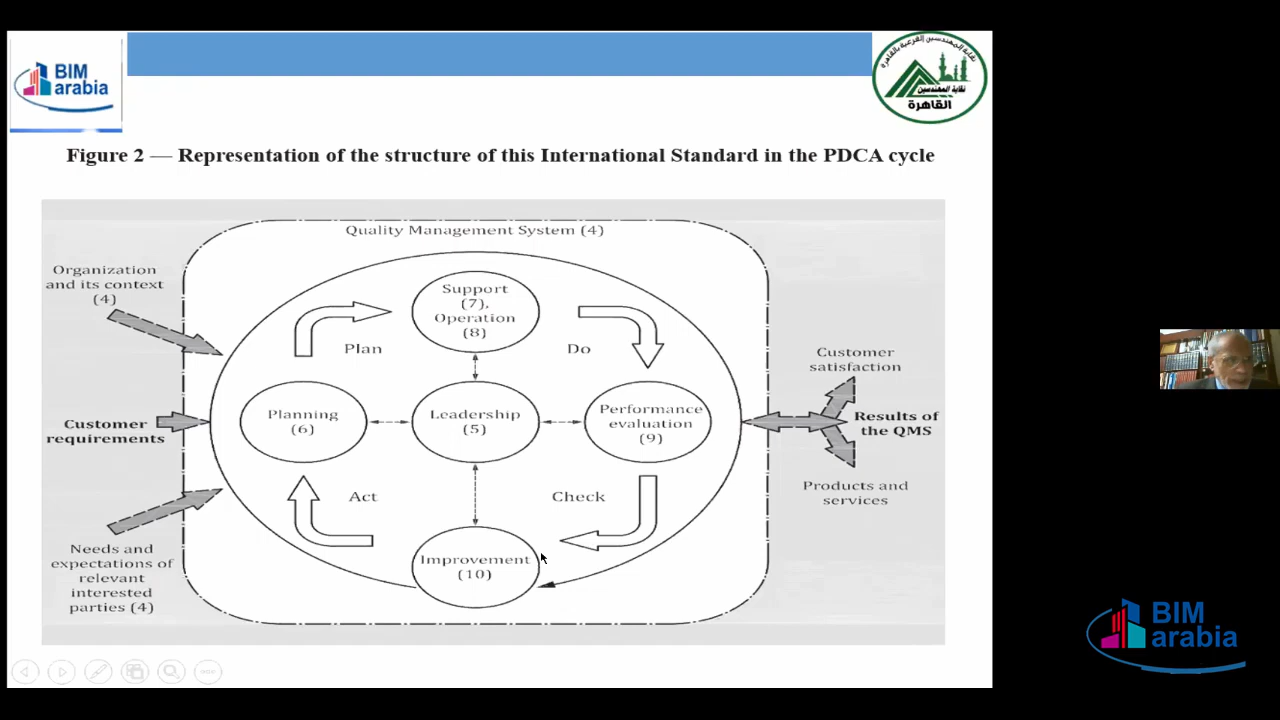 BIM
arabia
نقابة المهندسين الفرعية بالقاهرة
نقابة المهندسين
القاهرة
Figure 2 — Representation of the structure of this International Standard in the PDCA cycle
Quality Management System (4)
Organization
and its context
(4)
Support
(7),
Operation
(8)
Plan
Do
Customer
satisfaction
Customer
requirements
Planning
(6)
Leadership
(5)
Performance
evaluation
(9)
Results of
the QMS
Act
Check
Products and
services
Needs and
expectations of
relevant
interested
parties (4)
Improvement
(10)
BIM
arabia